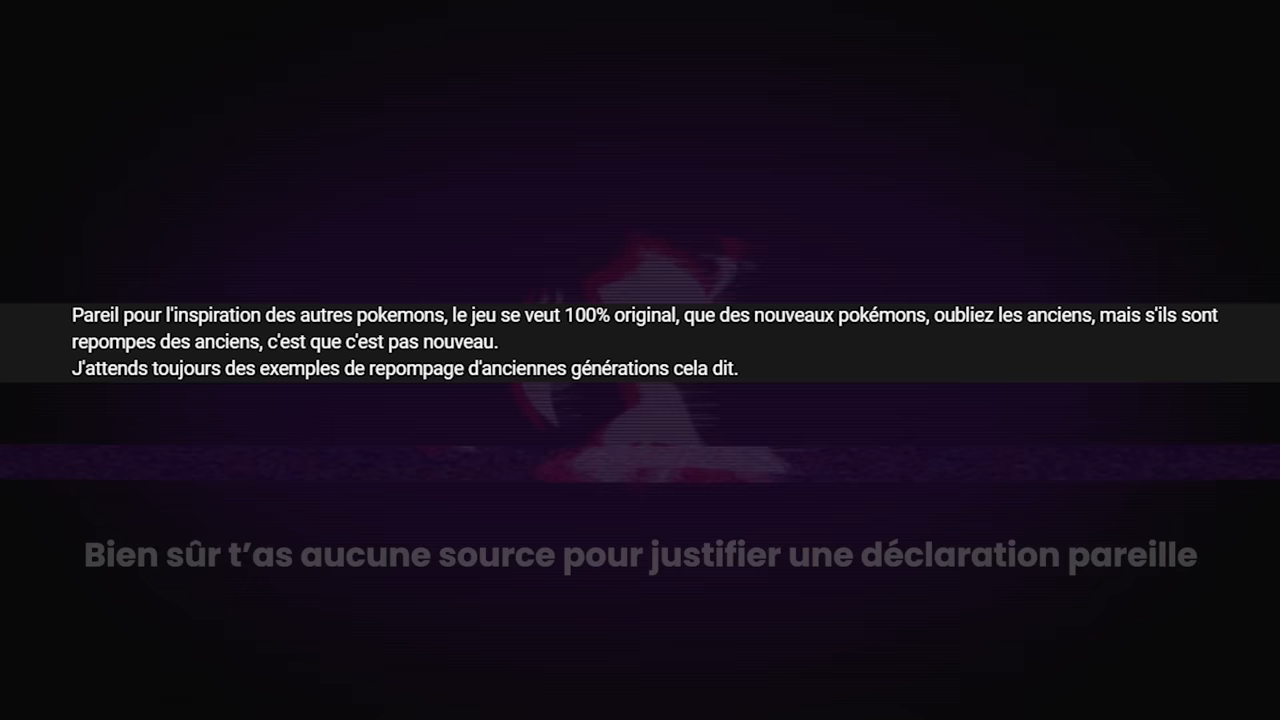 Pareil pour l'inspiration des autres pokemons, le jeu se veut 100% original, que des nouveaux pokémons, oubliez les anciens, mais s'ils sont
repompes des anciens, c'est que c'est pas nouveau.
J'attends toujours des exemples de repompage d'anciennes générations cela dit.
Bien sûr t’as aucune source pour justifier une déclaration pareille